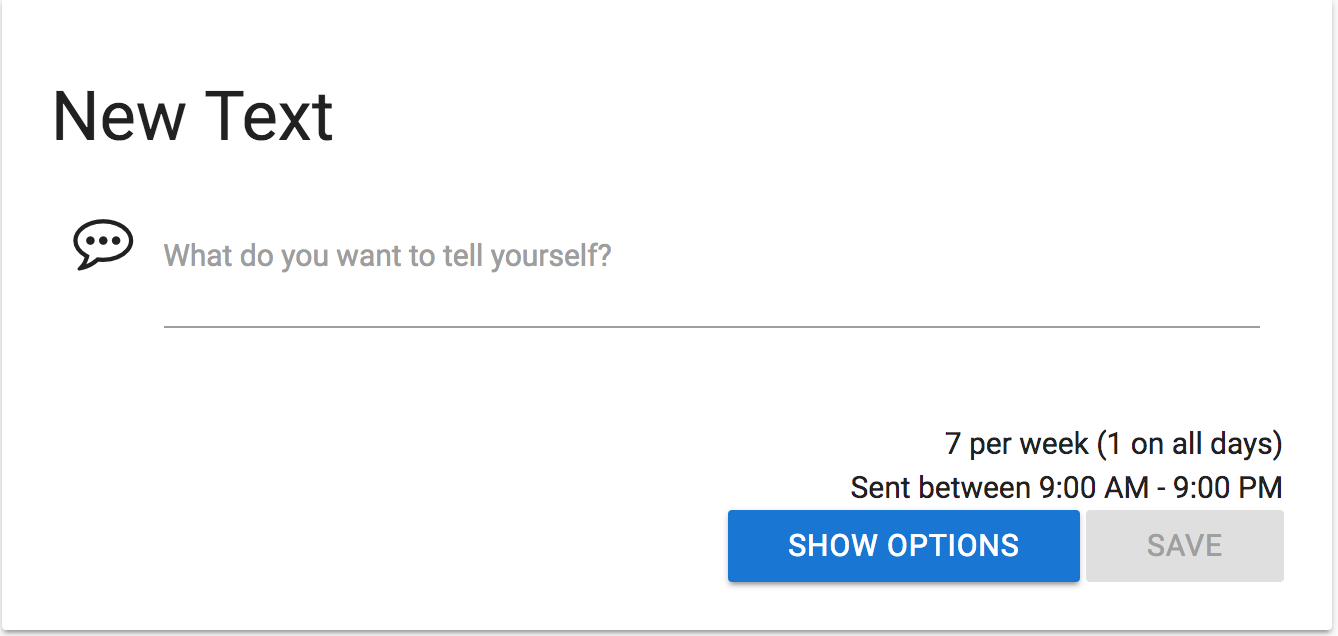 New Text
What do you want to tell yourself?
7 per week (1 on all days)
Sent between 9:00 AM - 9:00 PM
SHOW OPTIONS SAVE